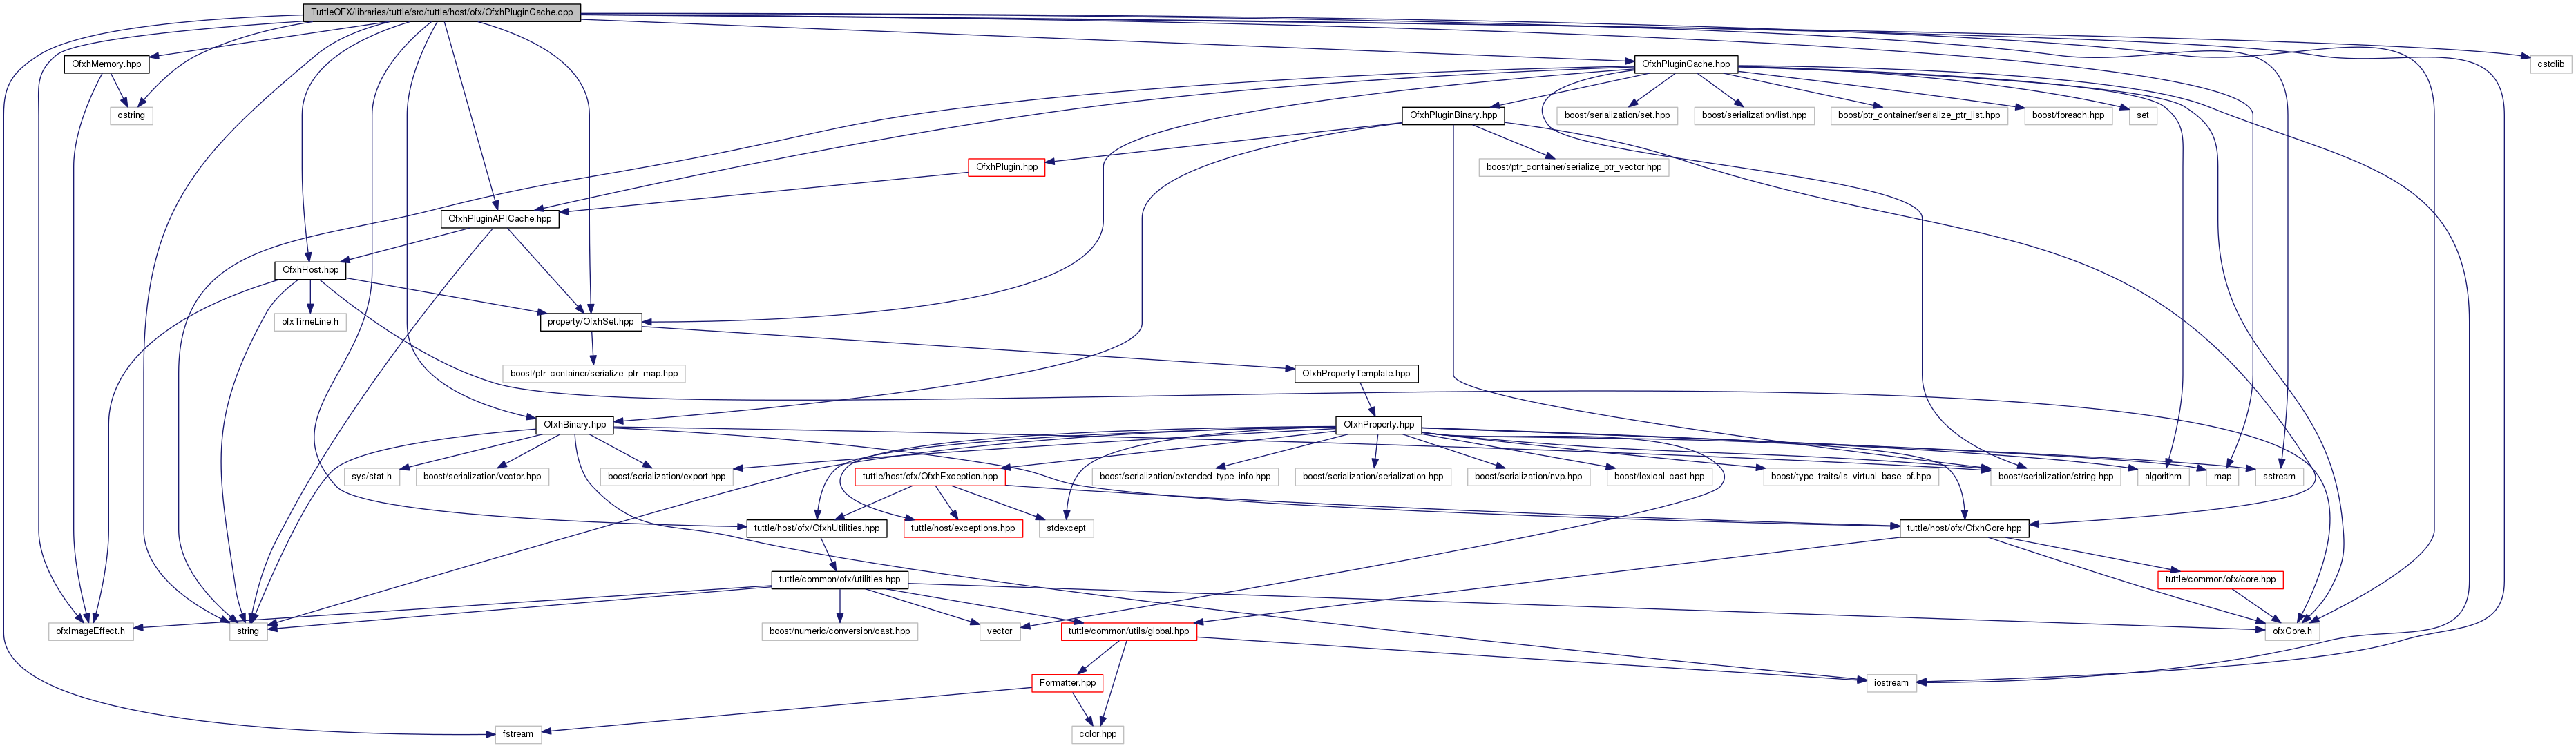 TuttleOFX/libraries/tuttle/src/tuttle/host/ofx/OfxhPluginCache.cpp
OfxhMemory.hpp
OfxhPluginCache.hpp
cstdlib
cstring
OfxhPluginBinary.hpp
boost/serialization/set.hpp
boost/serialization/list.hpp
boost/ptr_container/serialize_ptr_list.hpp
boost/foreach.hpp
set
OfxhPlugin.hpp
boost/ptr_container/serialize_ptr_vector.hpp
OfxhPluginAPICache.hpp
OfxhHost.hpp
ofxTimeLine.h
property/OfxhSet.hpp
boost/ptr_container/serialize_ptr_map.hpp
OfxhPropertyTemplate.hpp
OfxhBinary.hpp
OfxhProperty.hpp
sys/stat.h
boost/serialization/vector.hpp
boost/serialization/export.hpp
tuttle/host/ofx/OfxhException.hpp
boost/serialization/extended_type_info.hpp
boost/serialization/serialization.hpp
boost/serialization/nvp.hpp
boost/lexical_cast.hpp
boost/type_traits/is_virtual_base_of.hpp
boost/serialization/string.hpp
algorithm
map
sstream
tuttle/host/ofx/OfxhUtilities.hpp
tuttle/host/exceptions.hpp
stdexcept
tuttle/host/ofx/OfxhCore.hpp
tuttle/common/ofx/utilities.hpp
tuttle/common/ofx/core.hpp
ofxImageEffect.h
string
boost/numeric/conversion/cast.hpp
vector
tuttle/common/utils/global.hpp
ofxCore.h
Formatter.hpp
iostream
fstream
color.hpp